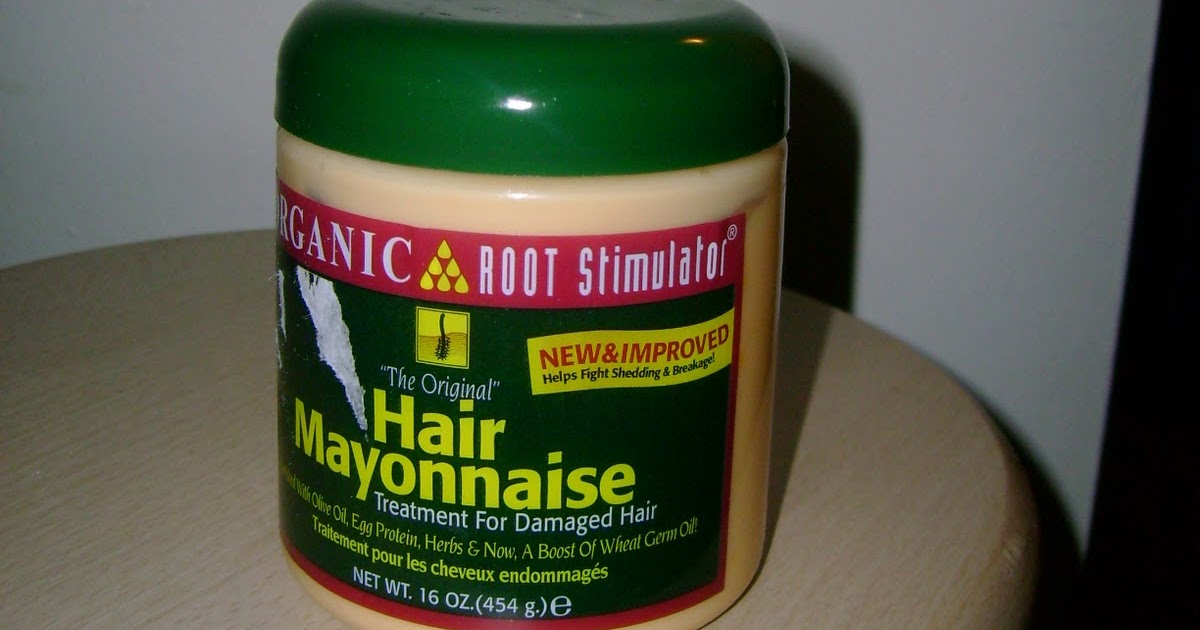 RGANIC ROOT Stimulator®
NEW&IMPROVED
Helps Fight Shedding & Breakage!
"The Original"
Hair
Mayonnaise
Treatment For Damaged Hair
With Olive Oil, Egg Protein, Herbs & Now, A Boost Of Wheat Germ Oil!
Traitement pour les cheveux endommagés
NET WT. 16 OZ.(454 g.)℮